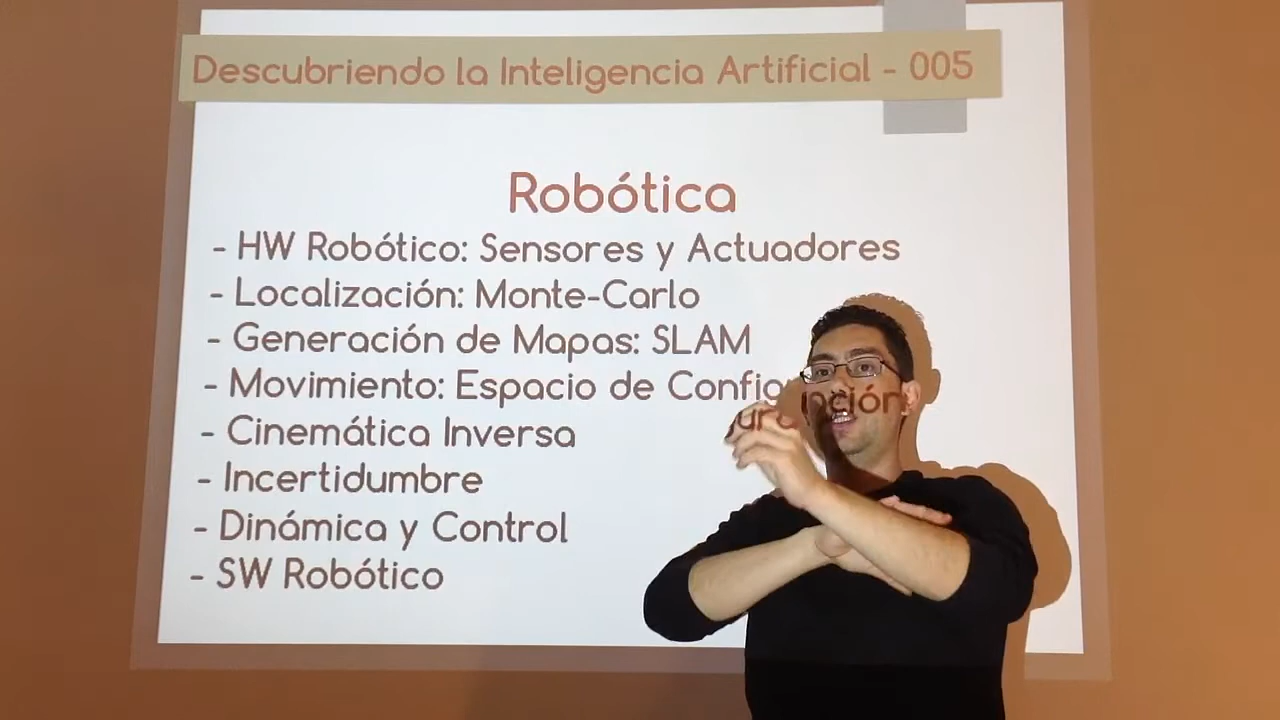 Descubriendo la Inteligencia Artificial - 005
Robótica
- HW Robótico: Sensores y Actuadores
- Localización: Monte-Carlo
- Generación de Mapas: SLAM
- Movimiento: Espacio de Configuración
- Cinemática Inversa
- Incertidumbre
- Dinámica y Control
- SW Robótico